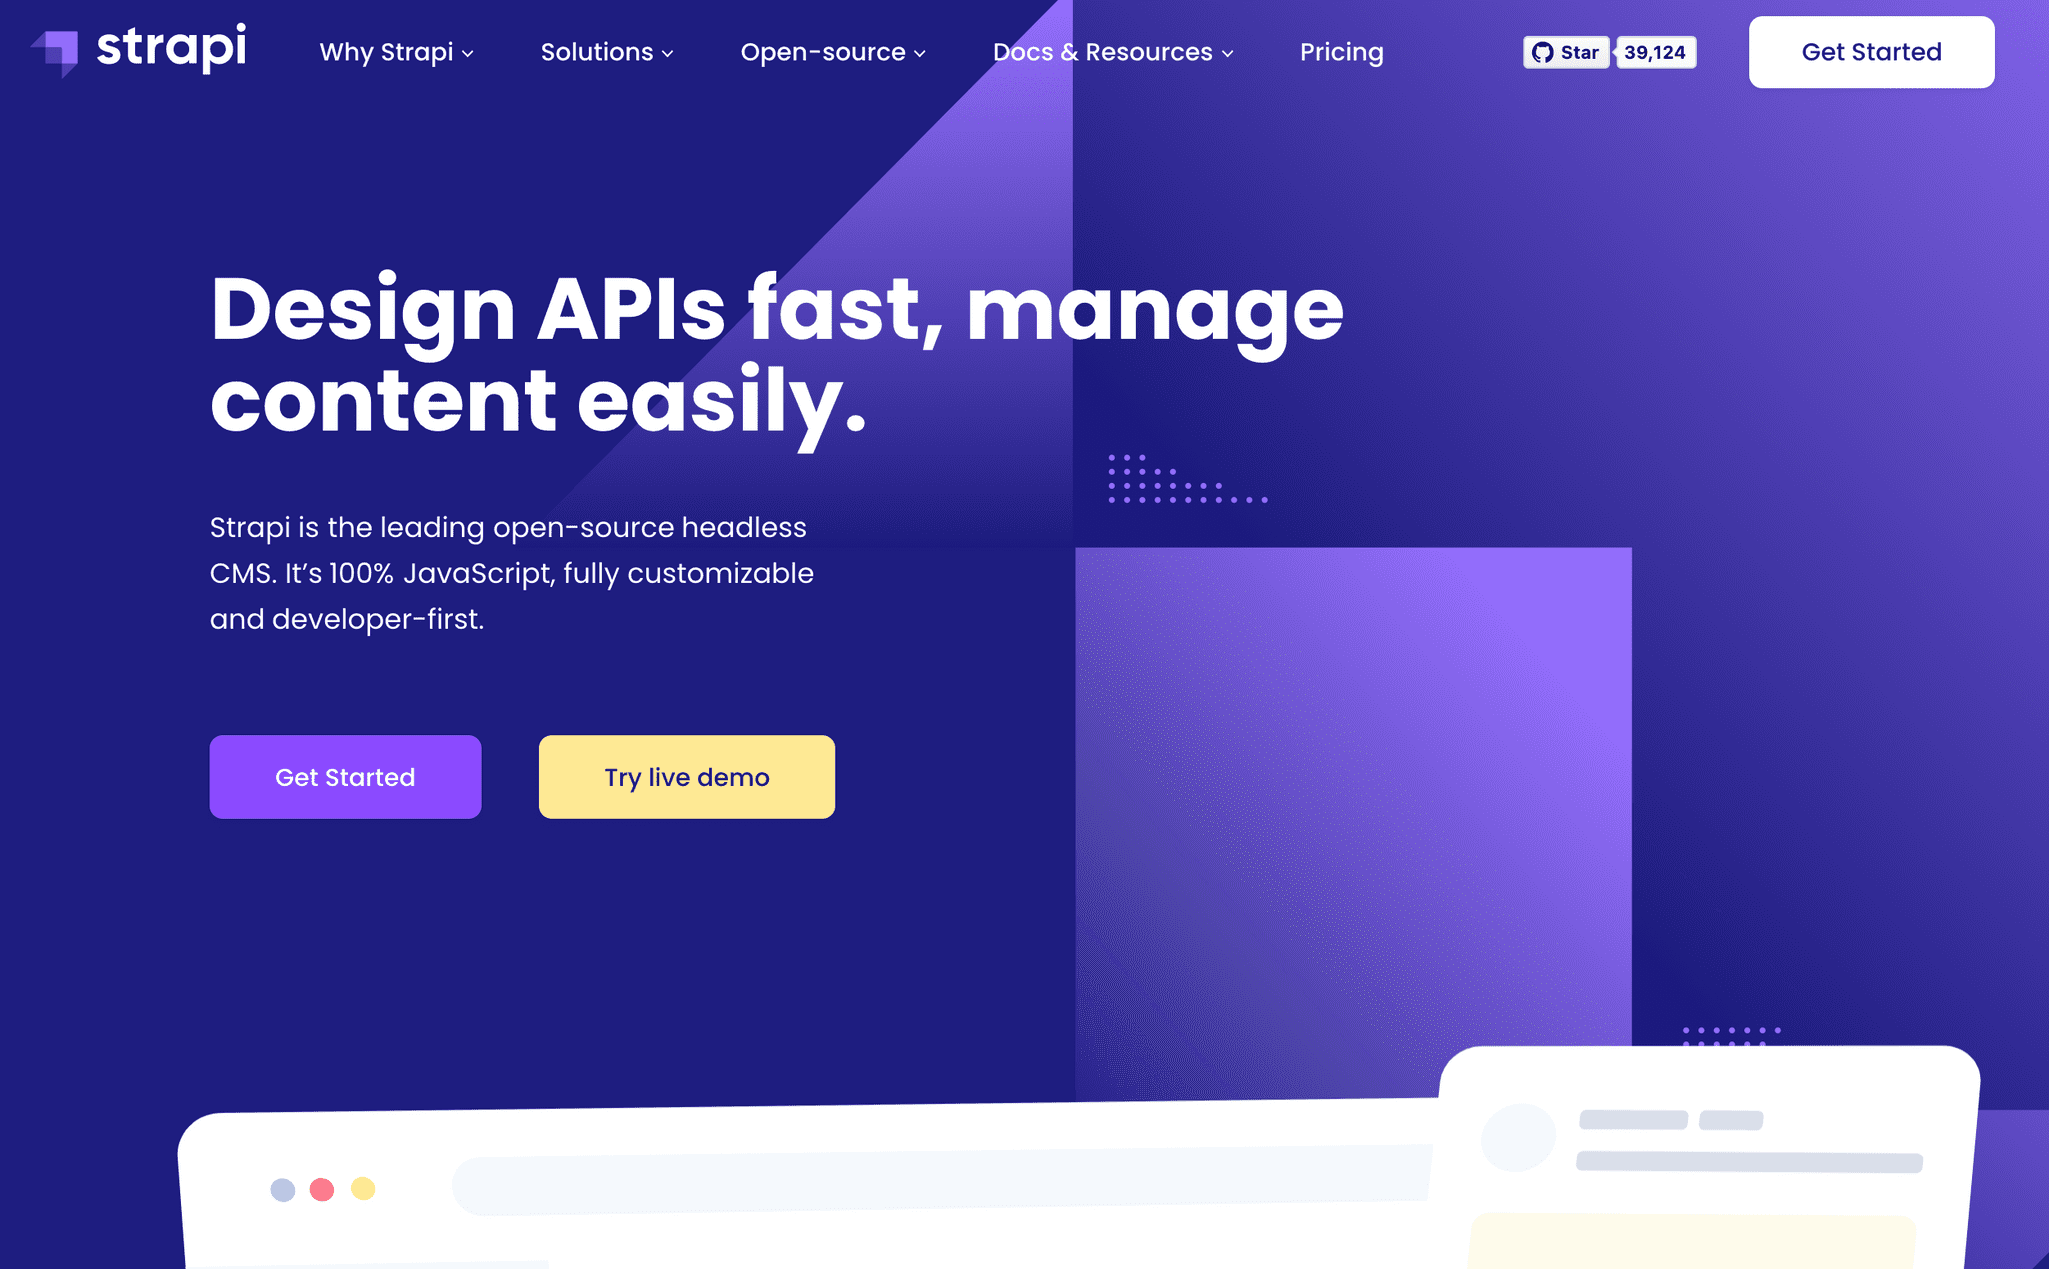 strapi
Why Strapi
Solutions
Open-source
Docs & Resources
Pricing
Star
39,124
Get Started
Design APIs fast, manage
content easily.
Strapi is the leading open-source headless
CMS. It’s 100% JavaScript, fully customizable
and developer-first.
Get Started
Try live demo